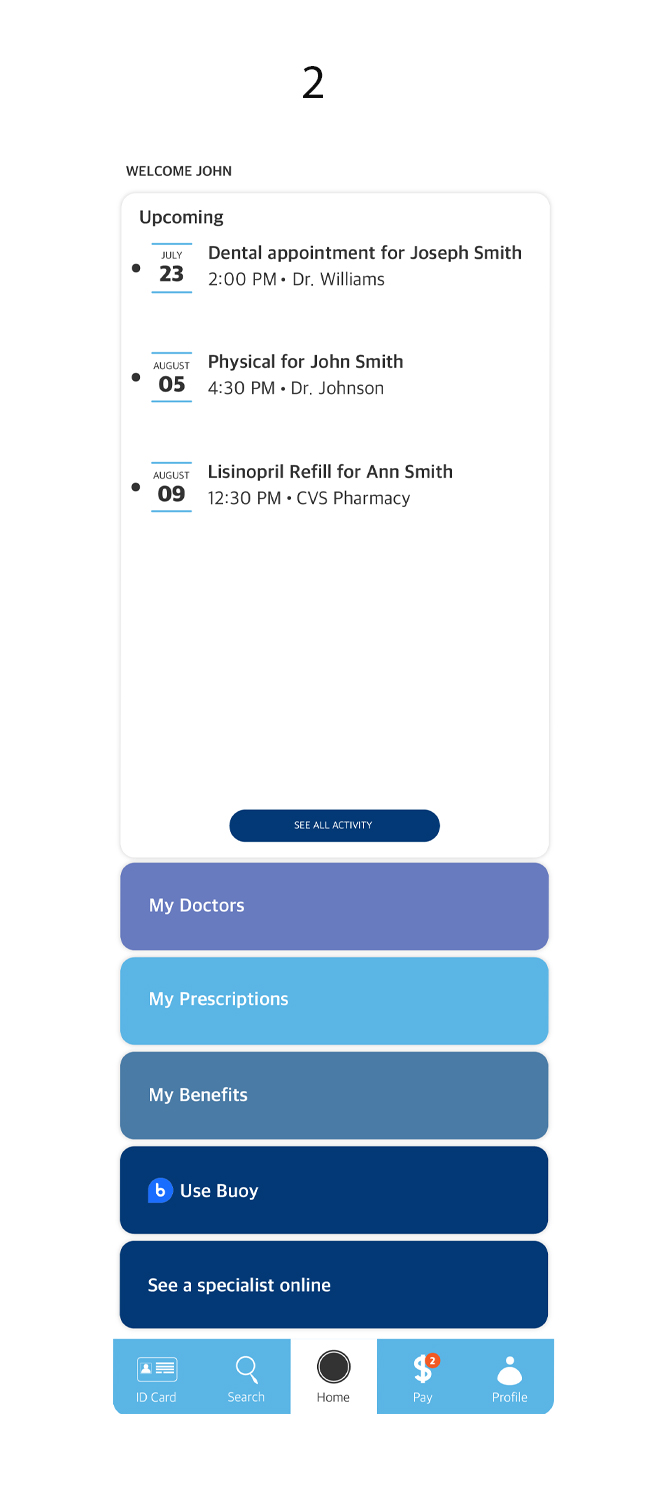 2
WELCOME JOHN
Upcoming
JULY
23
Dental appointment for Joseph Smith
2:00 PM • Dr. Williams
AUGUST
05
Physical for John Smith
4:30 PM • Dr. Johnson
AUGUST
09
Lisinopril Refill for Ann Smith
12:30 PM • CVS Pharmacy
SEE ALL ACTIVITY
My Doctors
My Prescriptions
My Benefits
b Use Buoy
See a specialist online
$ 2
ID Card
Search
Home
Pay
Profile